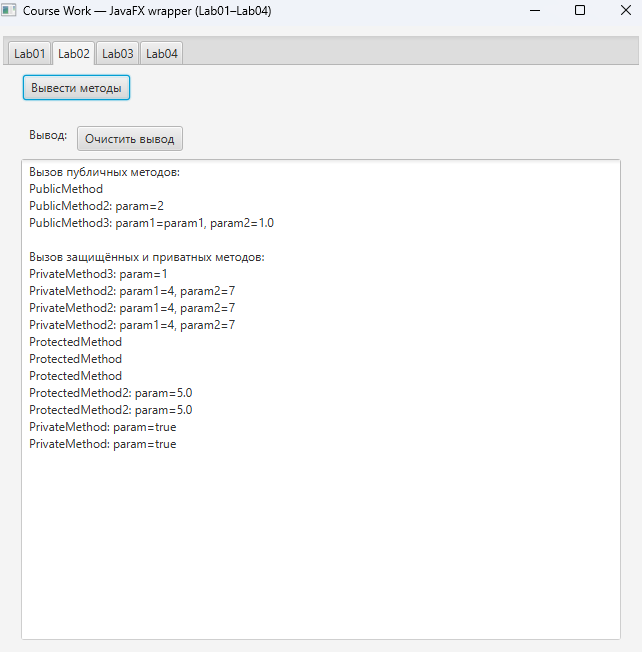 Course Work — JavaFX wrapper (Lab01–Lab04)
Lab01 Lab02 Lab03 Lab04
Вывести методы
Вывод: Очистить вывод
Вызов публичных методов:
PublicMethod
PublicMethod2: param=2
PublicMethod3: param1=param1, param2=1.0
Вызов защищённых и приватных методов:
PrivateMethod3: param=1
PrivateMethod2: param1=4, param2=7
PrivateMethod2: param1=4, param2=7
PrivateMethod2: param1=4, param2=7
ProtectedMethod
ProtectedMethod
ProtectedMethod
ProtectedMethod2: param=5.0
ProtectedMethod2: param=5.0
PrivateMethod: param=true
PrivateMethod: param=true